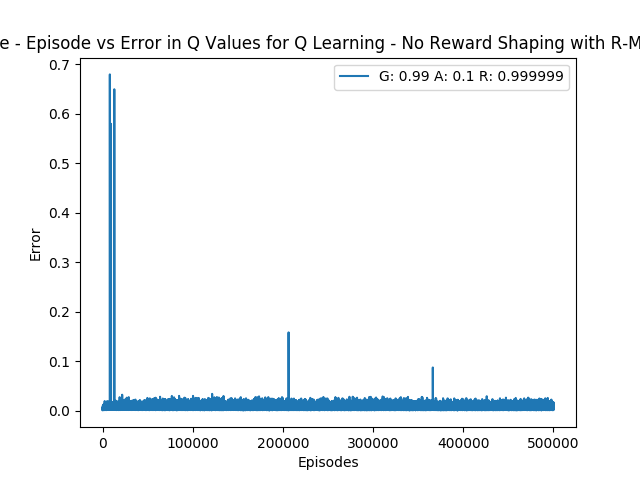 e - Episode vs Error in Q Values for Q Learning - No Reward Shaping with R-M
G: 0.99 A: 0.1 R: 0.999999
0.7
0.6
0.5
0.4
0.3
0.2
0.1
0.0
Error
0 100000 200000 300000 400000 500000
Episodes